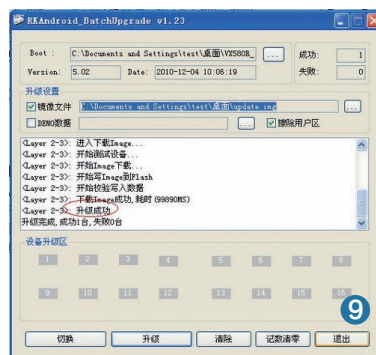 RKAndroid_BatchUpgrade v1.23
Boot : C:\Documents and Settings\test\桌面\VX580R_ ... 成功: 1
Version: 5.02 Date: 2010-12-04 10:06:19 失败: 0
升级设置
镜像文件 C:\Documents and Settings\test\桌面\update.img ...
DEMO数据 ... 擦除用户区
<Layer 2-3>: 进入下载Image...
<Layer 2-3>: 开始测试设备...
<Layer 2-3>: 开始Image下载...
<Layer 2-3>: 开始写Image到Flash
<Layer 2-3>: 开始校验写入数据
<Layer 2-3>: 下载Image成功,耗时(99890MS)
<Layer 2-3>: 升级成功
升级完成,成功1台,失败0台
设备升级区
1 2 3 4 5 6 7 8
9 10 11 12 13 14 15 16
9
切换 升级 清除 记数清零 退出